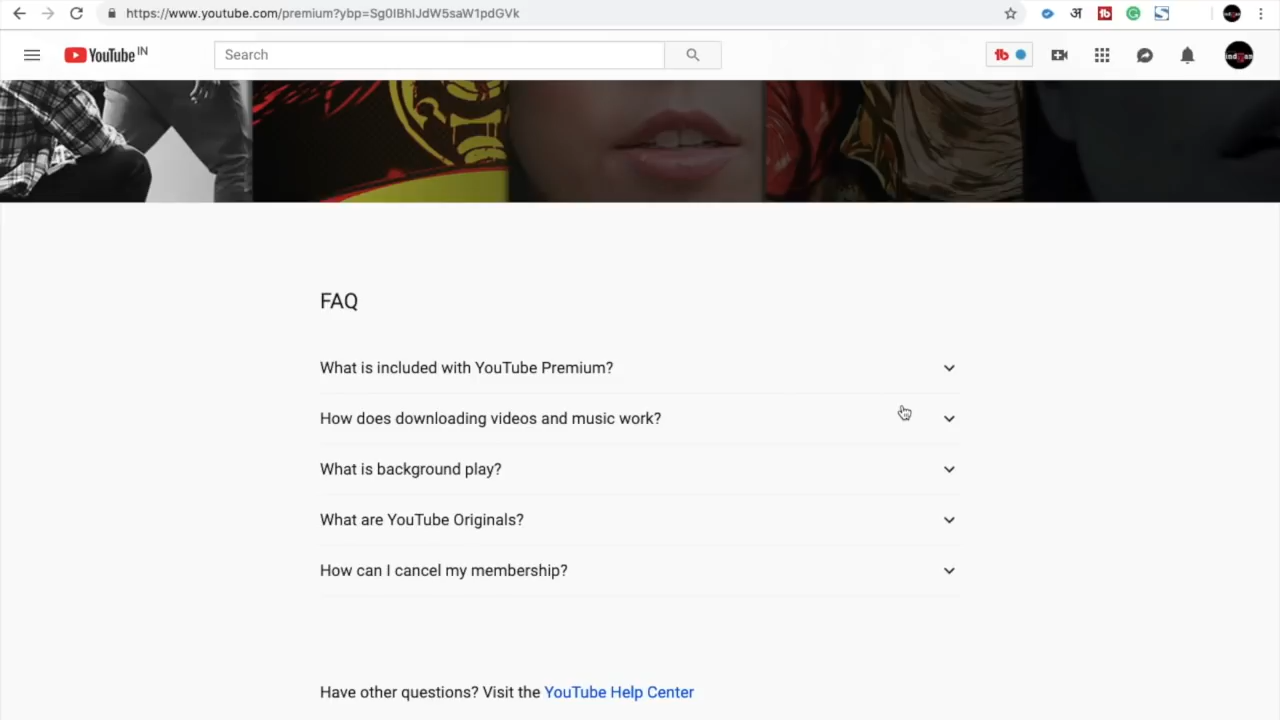 https://www.youtube.com/premium?ybp=Sg0IBhIJdW5saW1pdGVk
अ
tb
G
S
YouTube IN
Search
tb
FAQ
What is included with YouTube Premium?
How does downloading videos and music work?
What is background play?
What are YouTube Originals?
How can I cancel my membership?
Have other questions? Visit the YouTube Help Center